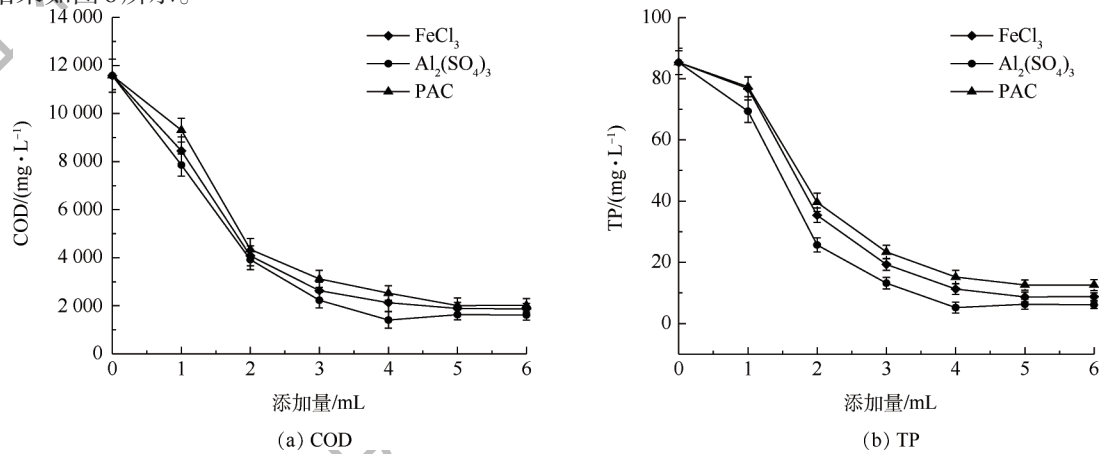 14 000
12 000
10 000
8 000
6 000
4 000
2 000
0
COD/(mg·L⁻¹)
FeCl₃
Al₂(SO₄)₃
PAC
0 1 2 3 4 5 6
添加量/mL
(a) COD
100
80
60
40
20
0
TP/(mg·L⁻¹)
FeCl₃
Al₂(SO₄)₃
PAC
0 1 2 3 4 5 6
添加量/mL
(b) TP